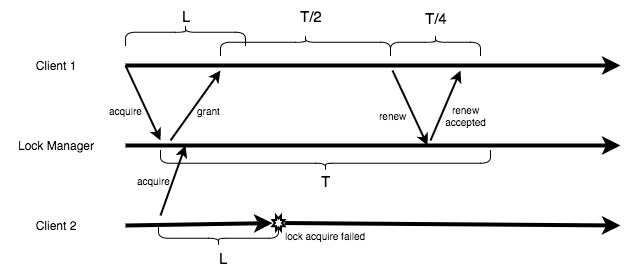 L
T/2
T/4
Client 1
acquire
grant
renew
renew
accepted
Lock Manager
T
acquire
Client 2
lock acquire failed
L